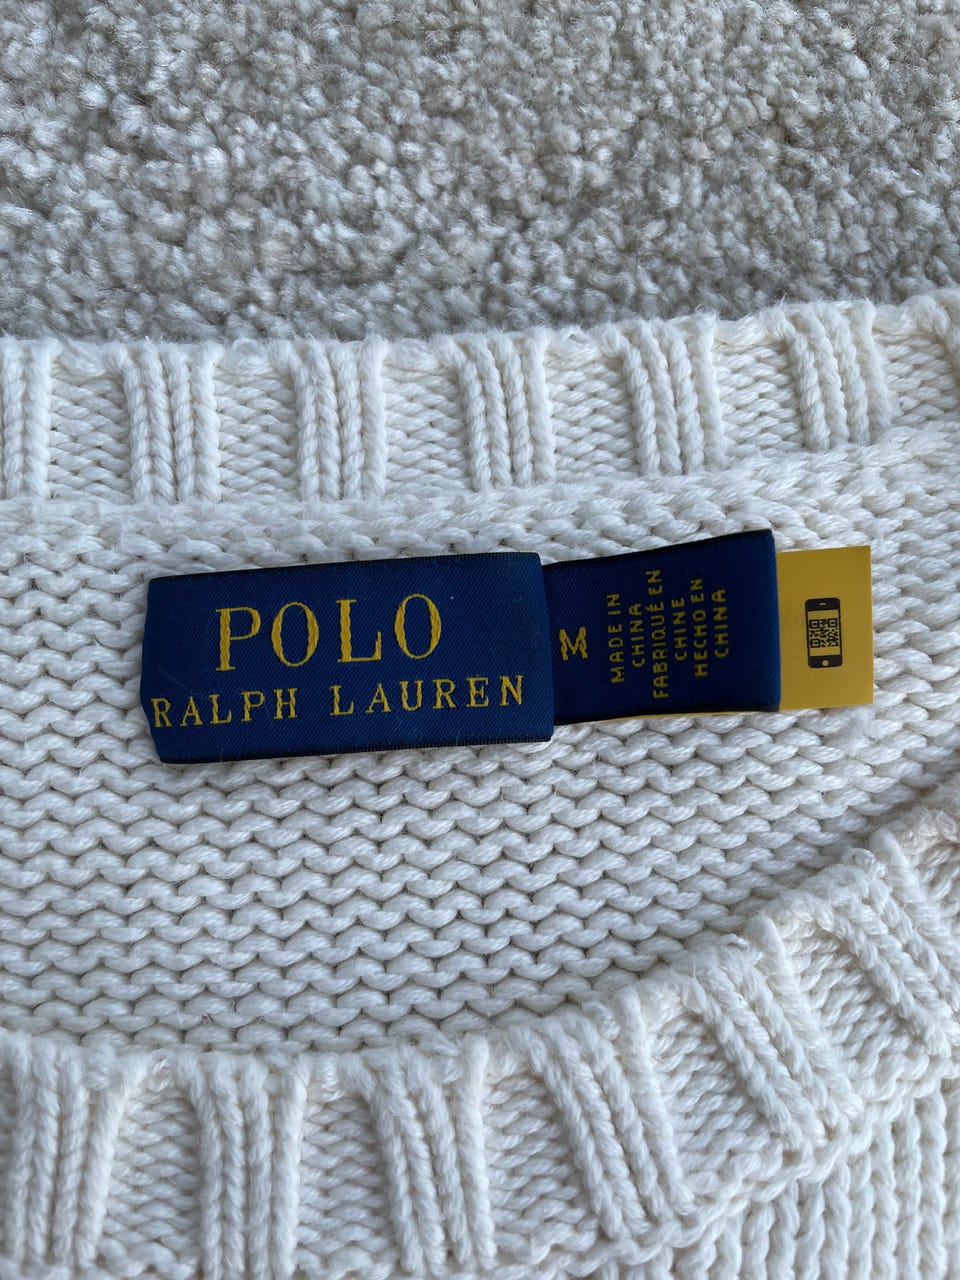 POLO
RALPH LAUREN
M
MADE IN
CHINA
FABRIQUÉ EN
CHINE
HECHO EN
CHINA